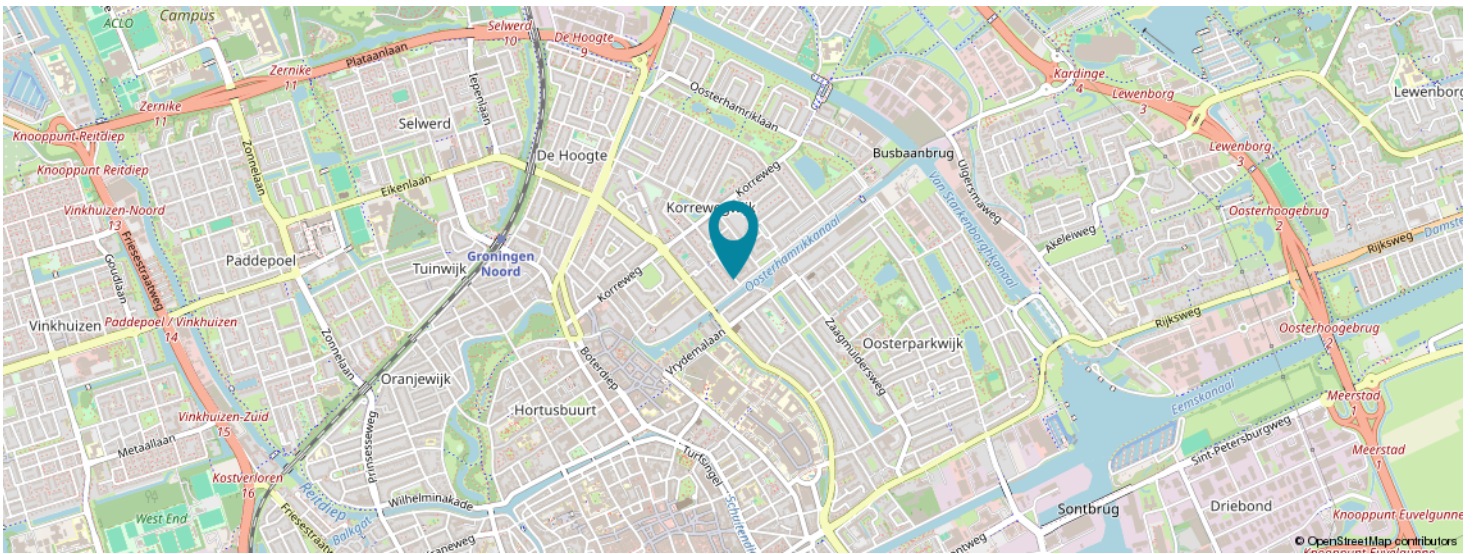 ACLO
Campus
Selwerd
10
De Hoogte
9
Plataanlaan
Iepenlaan
Zernike
11
Zernike
11
Kardinge
4
Lewenborg
3
Lewenborg
Oosterhamriklaan
Selwerd
Knooppunt Reitdiep
Knooppunt Reitdiep
Zonnelaan
De Hoogte
Busbaanbrug
Lewenborg
3
Eikenlaan
Korreweg
Ulgersmaweg
Van Starkenborghkanaal
Vinkhuizen-Noord
13
Korrewegwijk
Oosterhoogebrug
2
Friesestraatweg
Goudlaan
Paddepoel
Tuinwijk
Groningen
Noord
Korreweg
Oosterhamrikkanaal
Akeleiweg
Rijksweg
Vinkhuizen
Paddepoel / Vinkhuizen
14
Zonnelaan
Vrydemalaan
Zaagmuldersweg
Oosterparkwijk
Rijksweg
Oosterhoogebrug
2
Oranjewijk
Boterdiep
Hortusbuurt
Eemskanaal
Meerstad
1
Vinkhuizen-Zuid
15
Metaallaan
Prinsesseweg
Turfsingel
Sint-Petersburgweg
Meerstad
1
Kostverloren
16
Reitdiep
Wilhelminakade
West End
Friesestraatweg
Sontbrug
Driebond
Knooppunt Euvelgunne
© OpenStreetMap contributors